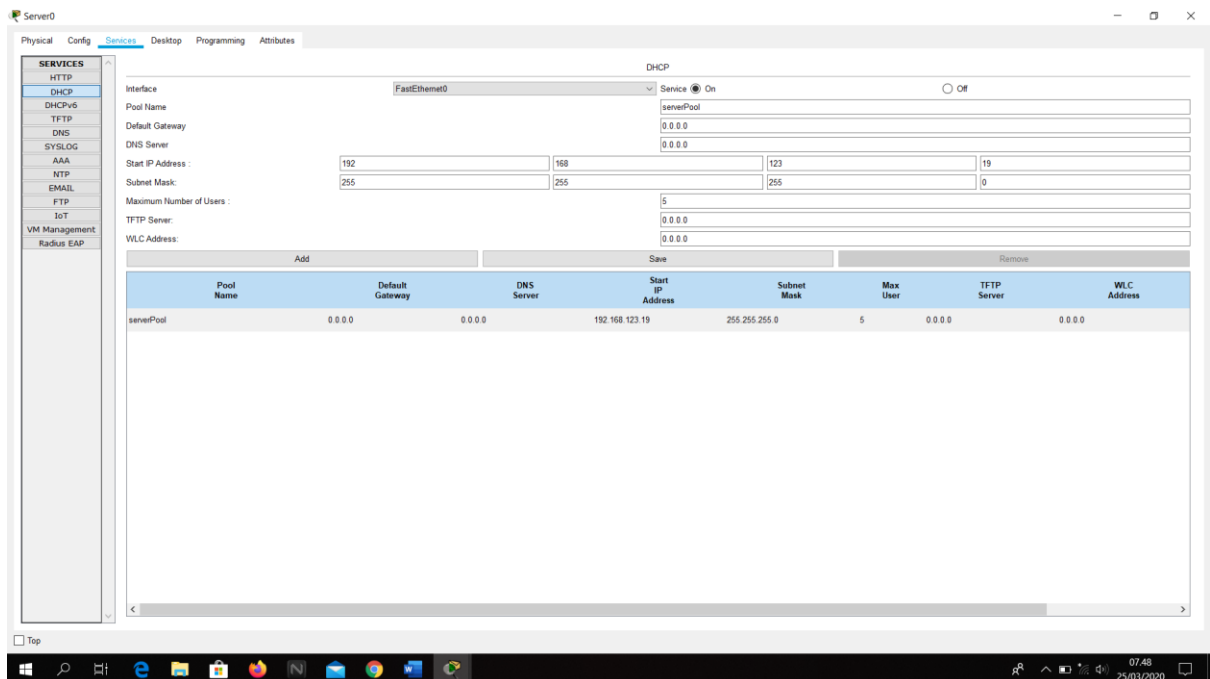 Server0
Physical Config Services Desktop Programming Attributes
SERVICES
HTTP
DHCP
DHCPv6
TFTP
DNS
SYSLOG
AAA
NTP
EMAIL
FTP
IoT
VM Management
Radius EAP
DHCP
Interface FastEthernet0 Service On Off
Pool Name serverPool
Default Gateway 0.0.0.0
DNS Server 0.0.0.0
Start IP Address : 192 168 123 19
Subnet Mask: 255 255 255 0
Maximum Number of Users : 5
TFTP Server: 0.0.0.0
WLC Address: 0.0.0.0
Add Save Remove
Pool Name Default Gateway DNS Server Start IP Address Subnet Mask Max User TFTP Server WLC Address
serverPool 0.0.0.0 0.0.0.0 192.168.123.19 255.255.255.0 5 0.0.0.0 0.0.0.0
Top
07.48
25/03/2020